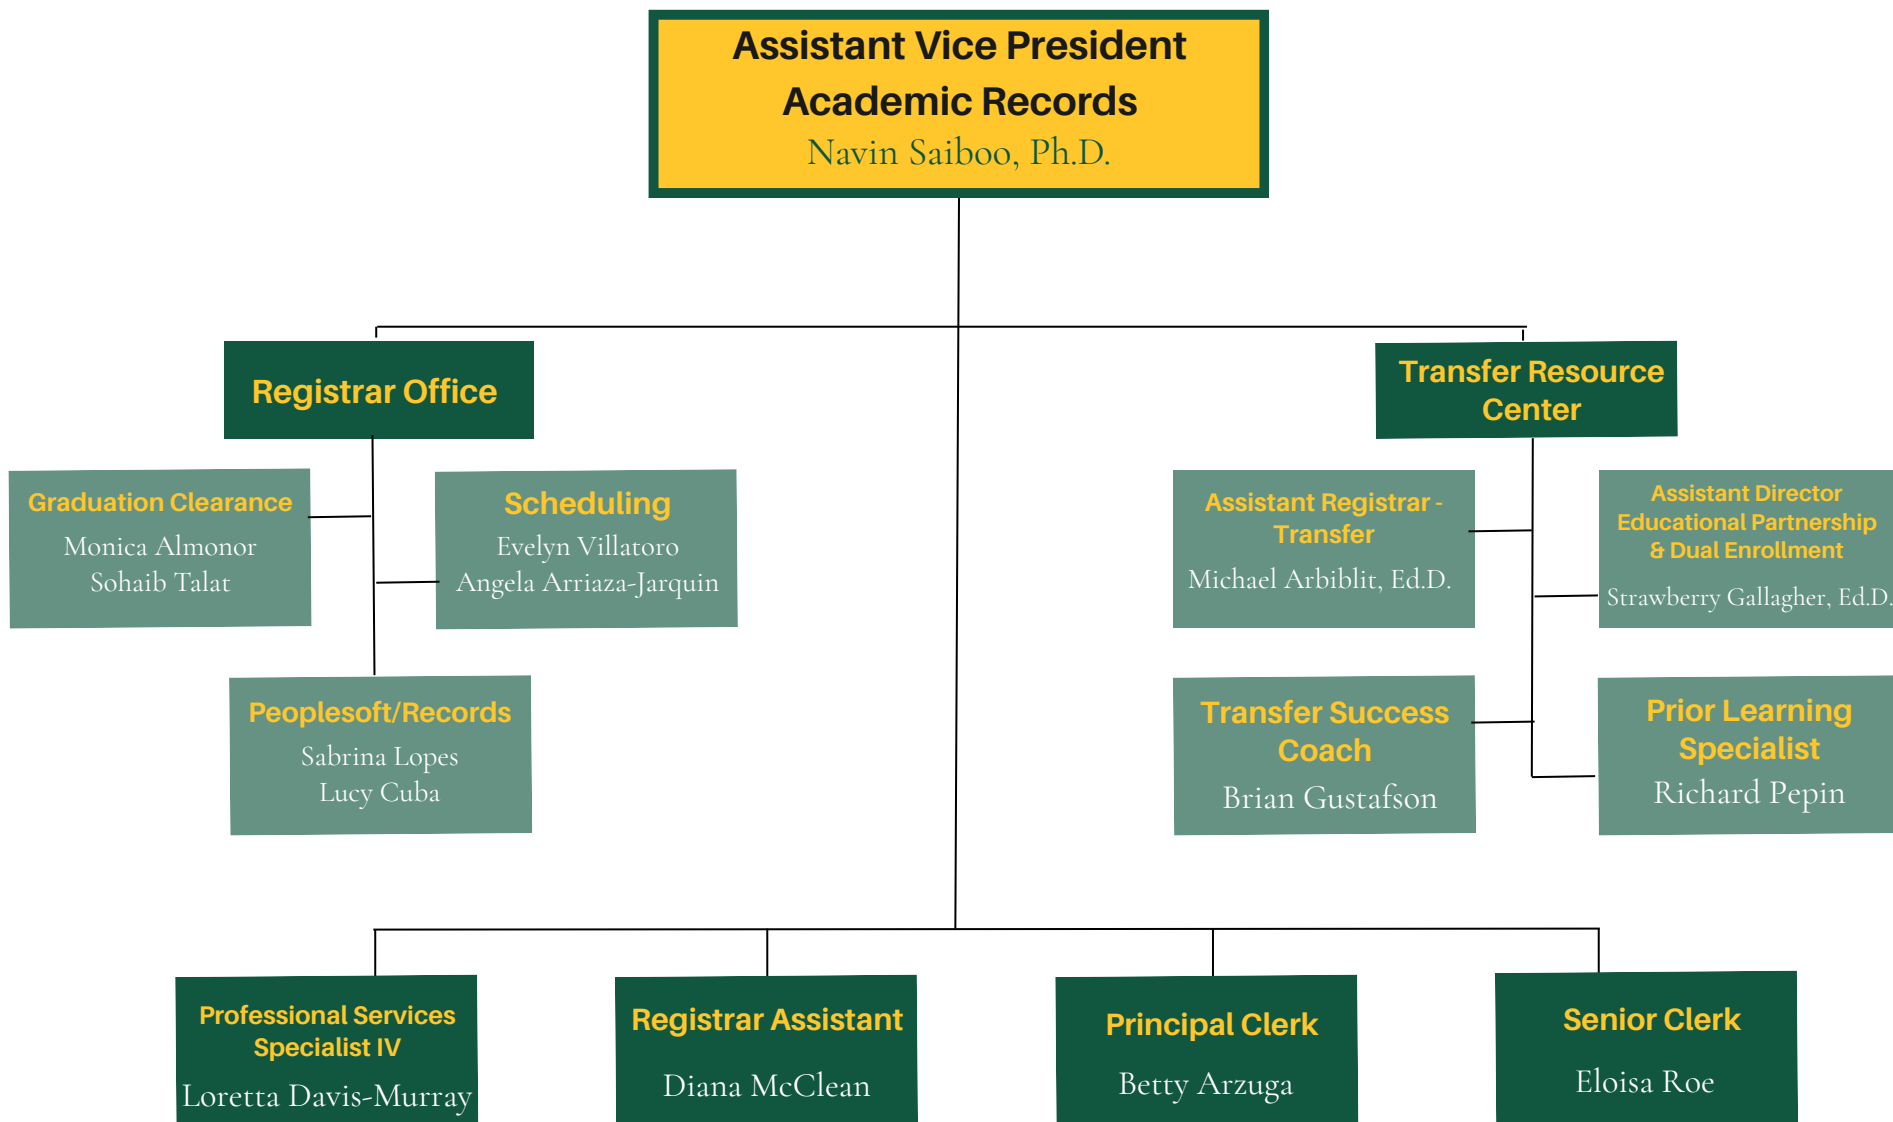 Assistant Vice President
Academic Records
Navin Saiboo, Ph.D.
Registrar Office
Graduation Clearance
Monica Almonor
Sohaib Talat
Scheduling
Evelyn Villatoro
Angela Arriaza-Jarquin
Peoplesoft/Records
Sabrina Lopes
Lucy Cuba
Transfer Resource
Center
Assistant Registrar -
Transfer
Michael Arbiblit, Ed.D.
Assistant Director
Educational Partnership
& Dual Enrollment
Strawberry Gallagher, Ed.D.
Transfer Success
Coach
Brian Gustafson
Prior Learning
Specialist
Richard Pepin
Professional Services
Specialist IV
Loretta Davis-Murray
Registrar Assistant
Diana McClean
Principal Clerk
Betty Arzuga
Senior Clerk
Eloisa Roe